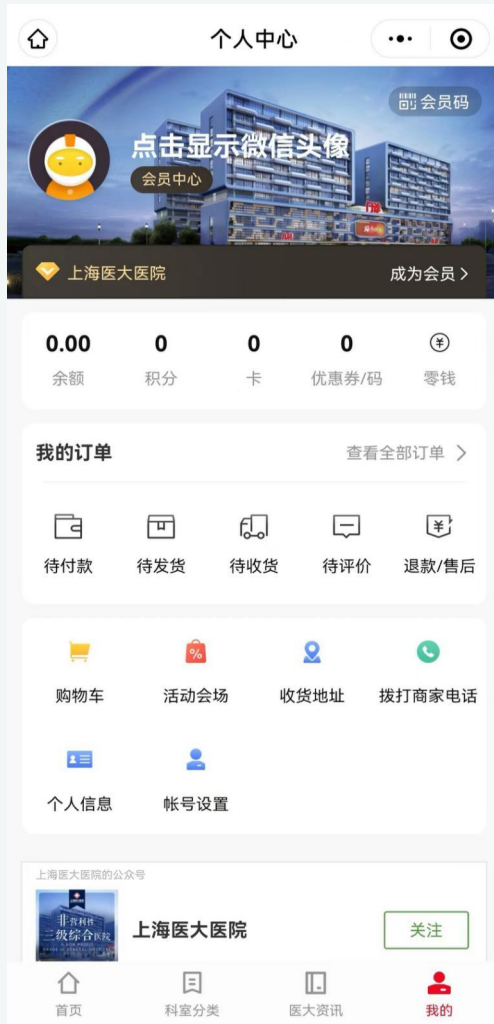 个人中心
会员码
点击显示微信头像
会员中心
门诊
上海医大医院
成为会员
0.00 0 0 0
余额 积分 卡 优惠券/码 零钱
我的订单 查看全部订单
待付款 待发货 待收货 待评价 退款/售后
购物车 活动会场 收货地址 拨打商家电话
个人信息 帐号设置
上海医大医院的公众号
非营利性
三级综合医院
上海医大医院
关注
首页 科室分类 医大资讯 我的